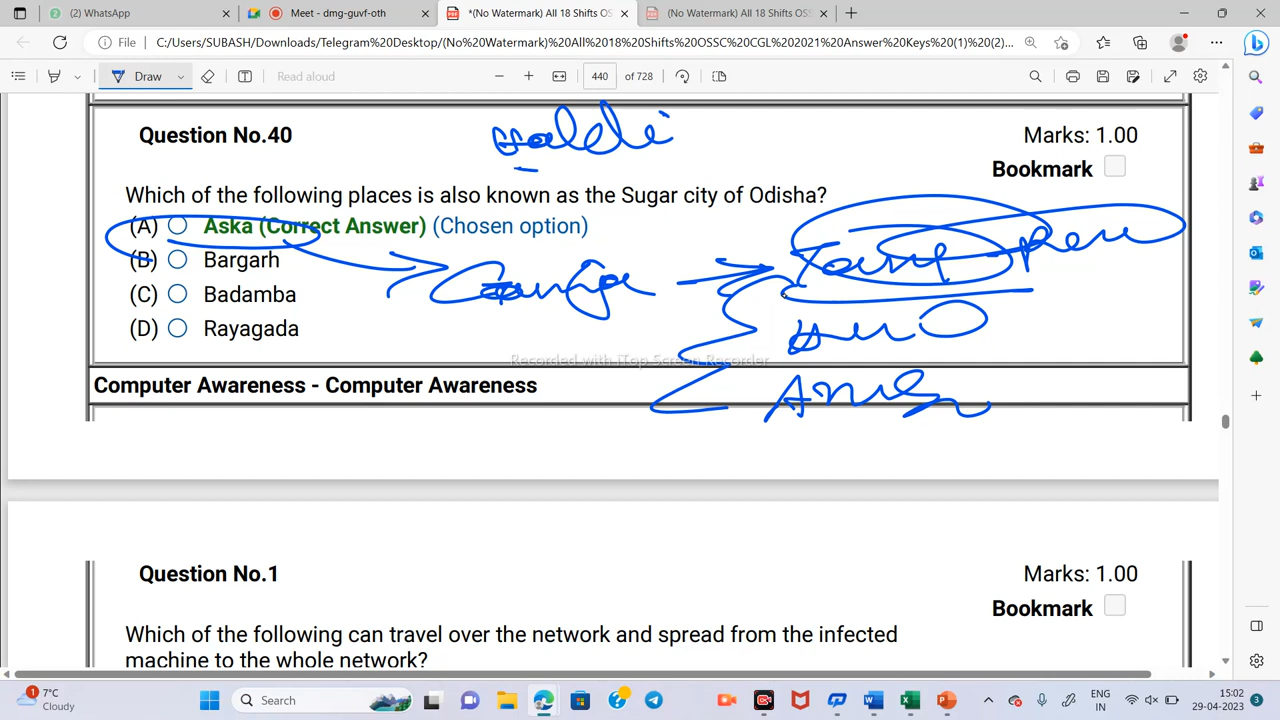 (2) WhatsApp
Meet - dmg-guvf-oth
*(No Watermark) All 18 Shifts OS
(No Watermark) All 18 Shifts OSS
File
C:/Users/SUBASH/Downloads/Telegram%20Desktop/(No%20Watermark)%20All%2018%20Shifts%20OSSC%20CGL%202021%20Answer%20Keys%20(1)%20(2)...
Draw
Read aloud
440 of 728
Question No.40
Marks: 1.00
Bookmark
Haldi
Which of the following places is also known as the Sugar city of Odisha?
(A) Aska (Correct Answer) (Chosen option)
(B) Bargarh
(C) Badamba
(D) Rayagada
Ganja
Recorded with iTop Screen Recorder
Computer Awareness - Computer Awareness
Question No.1
Marks: 1.00
Bookmark
Which of the following can travel over the network and spread from the infected
machine to the whole network?
1
7°C
Cloudy
Search
ENG
IN
15:02
29-04-2023
3